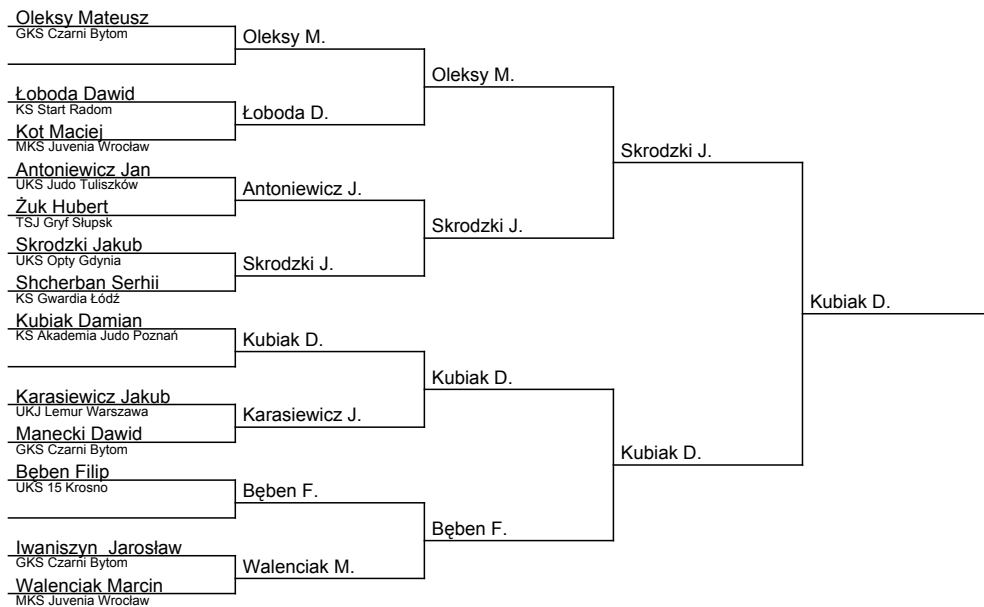 Oleksy Mateusz
GKS Czarni Bytom
Łoboda Dawid
KS Start Radom
Kot Maciej
MKS Juvenia Wrocław
Antoniewicz Jan
UKS Judo Tuliszków
Żuk Hubert
TSJ Gryf Słupsk
Skrodzki Jakub
UKS Opty Gdynia
Shcherban Serhii
KS Gwardia Łódź
Kubiak Damian
KS Akademia Judo Poznań
Karasiewicz Jakub
UKJ Lemur Warszawa
Manecki Dawid
GKS Czarni Bytom
Bęben Filip
UKS 15 Krosno
Iwaniszyn Jarosław
GKS Czarni Bytom
Walenciak Marcin
MKS Juvenia Wrocław
Oleksy M.
Łoboda D.
Antoniewicz J.
Skrodzki J.
Kubiak D.
Karasiewicz J.
Bęben F.
Walenciak M.
Oleksy M.
Skrodzki J.
Kubiak D.
Bęben F.
Skrodzki J.
Kubiak D.
Kubiak D.